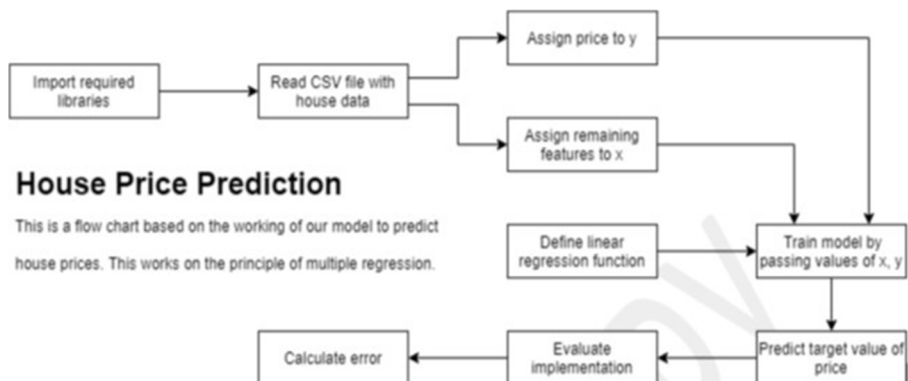 Import required
libraries
Read CSV file with
house data
Assign price to y
Assign remaining
features to x
House Price Prediction
This is a flow chart based on the working of our model to predict
house prices. This works on the principle of multiple regression.
Define linear
regression function
Train model by
passing values of x, y
Calculate error
Evaluate
implementation
Predict target value of
price